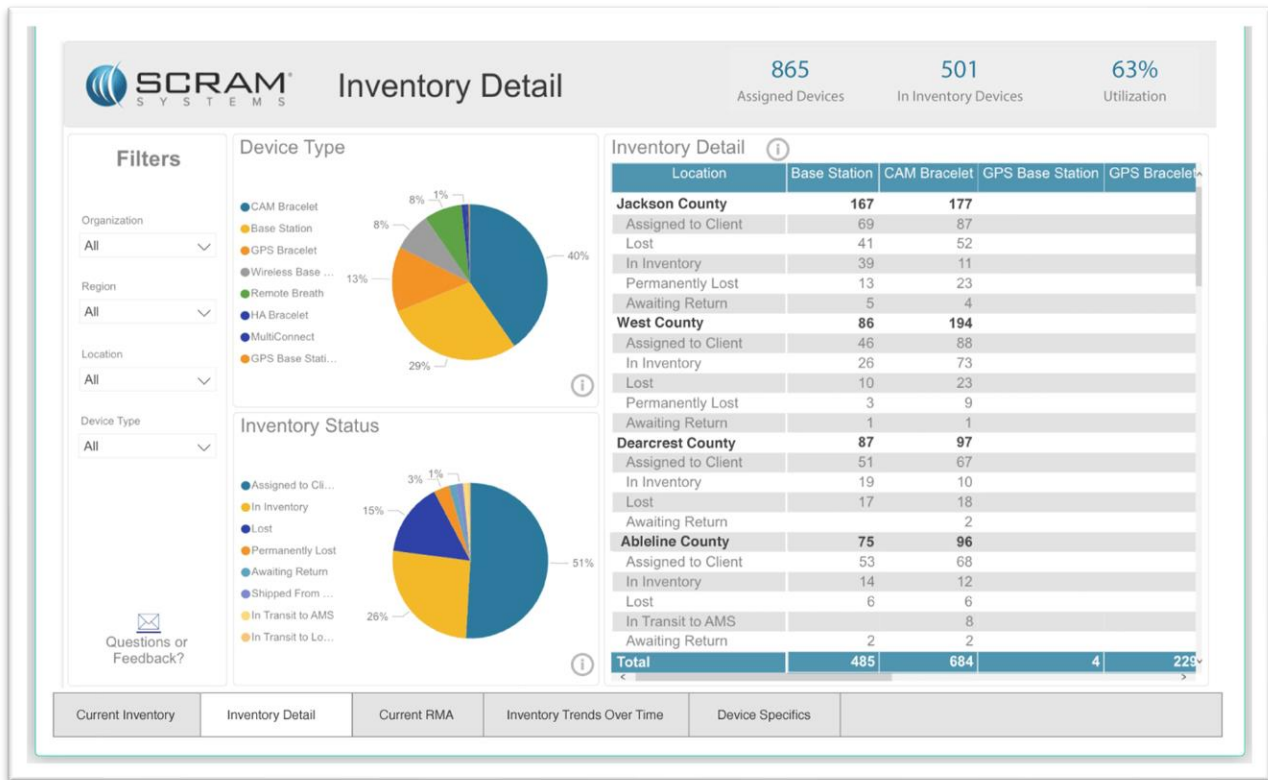 SCRAM
SYSTEMS
Inventory Detail
865
Assigned Devices
501
In Inventory Devices
63%
Utilization
Filters
Organization
All
Region
All
Location
All
Device Type
All
Questions or
Feedback?
Device Type
CAM Bracelet
Base Station
GPS Bracelet
Wireless Base ...
Remote Breath
HA Bracelet
MultiConnect
GPS Base Stati...
1%
8%
8%
13%
40%
29%
Inventory Status
Assigned to Cli...
In Inventory
Lost
Permanently Lost
Awaiting Return
Shipped From ...
In Transit to AMS
In Transit to Lo...
1%
3%
15%
51%
26%
Inventory Detail
Location Base Station CAM Bracelet GPS Base Station GPS Bracelet
Jackson County 167 177
Assigned to Client 69 87
Lost 41 52
In Inventory 39 11
Permanently Lost 13 23
Awaiting Return 5 4
West County 86 194
Assigned to Client 46 88
In Inventory 26 73
Lost 10 23
Permanently Lost 3 9
Awaiting Return 1 1
Dearcrest County 87 97
Assigned to Client 51 67
In Inventory 19 10
Lost 17 18
Awaiting Return 2
Ableline County 75 96
Assigned to Client 53 68
In Inventory 14 12
Lost 6 6
In Transit to AMS 8
Awaiting Return 2 2
Total 485 684 4 229
Current Inventory
Inventory Detail
Current RMA
Inventory Trends Over Time
Device Specifics